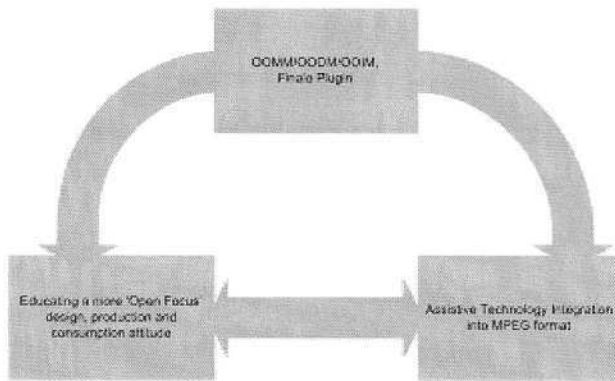 OOMM/OODM/OOIM,
Finale Plugin
Educating a more 'Open Focus'
design, production and
consumption attitude
Assistive Technology Integration
into MPEG format